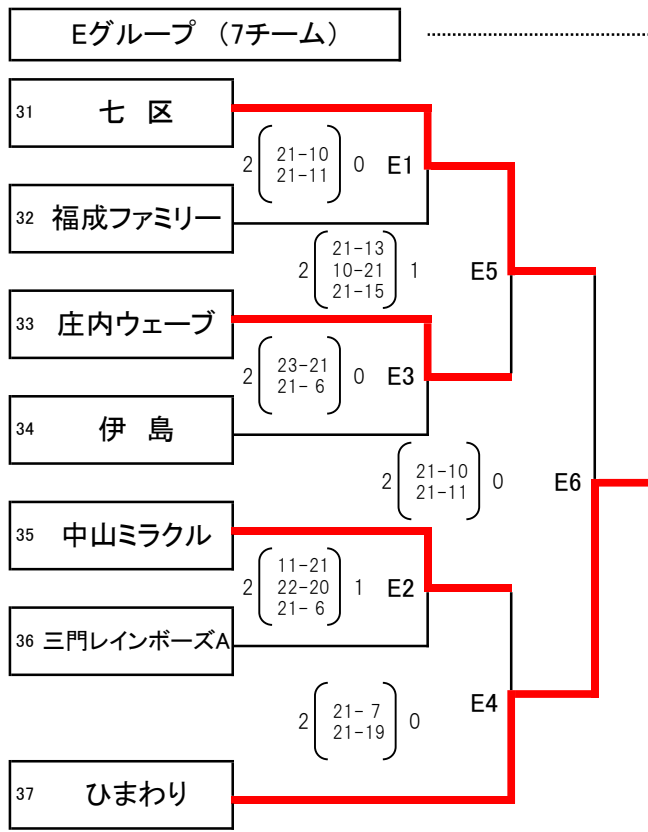 Eグループ （7チーム）
31 七 区
2 21-10 0 E1
21-11
32 福成ファミリー
21-13
2 10-21 1 E5
21-15
33 庄内ウェーブ
2 23-21 0 E3
21- 6
34 伊 島
2 21-10 0 E6
21-11
35 中山ミラクル
11-21
2 22-20 1 E2
21- 6
36 三門レインボーズA
E4
2 21- 7 0
21-19
37 ひまわり